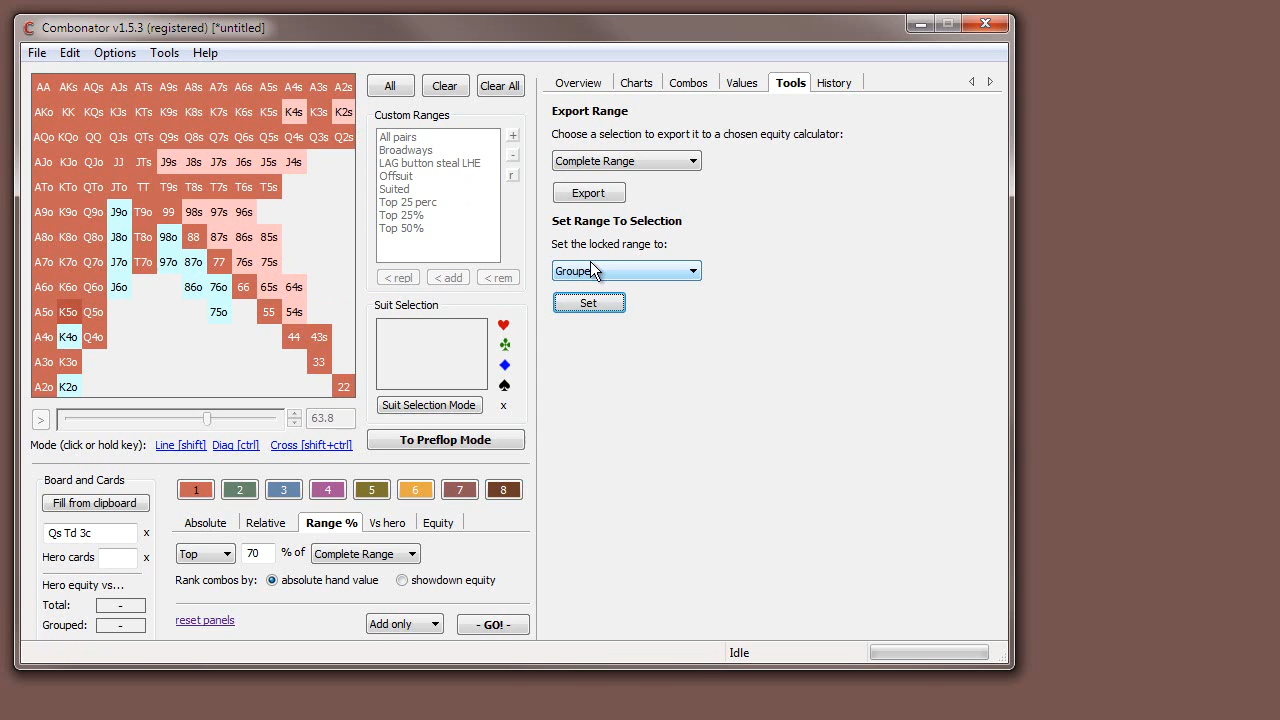 Combonator v1.5.3 (registered) [*untitled]
File Edit Options Tools Help
AA AKs AQs AJs ATs A9s A8s A7s A6s A5s A4s A3s A2s
AKo KK KQs KJs KTs K9s K8s K7s K6s K5s K4s K3s K2s
AQo KQo QQ QJs QTs Q9s Q8s Q7s Q6s Q5s Q4s Q3s Q2s
AJo KJo QJo JJ JTs J9s J8s J7s J6s J5s J4s
ATo KTo QTo JTo TT T9s T8s T7s T6s T5s
A9o K9o Q9o J9o T9o 99 98s 97s 96s
A8o K8o Q8o J8o T8o 98o 88 87s 86s 85s
A7o K7o Q7o J7o T7o 97o 87o 77 76s 75s
A6o K6o Q6o J6o 86o 76o 66 65s 64s
A5o K5o Q5o 75o 55 54s
A4o K4o Q4o 44 43s
A3o K3o 33
A2o K2o 22
> 63.8
Mode (click or hold key): Line [shift] Diag [ctrl] Cross [shift+ctrl]
All Clear Clear All
Custom Ranges
All pairs
Broadways
LAG button steal LHE
Offsuit
Suited
Top 25 perc
Top 25%
Top 50%
+
-
r
< repl < add < rem
Suit Selection
Suit Selection Mode x
To Preflop Mode
Board and Cards
Fill from clipboard
Qs Td 3c x
Hero cards x
Hero equity vs...
Total: -
Grouped: -
1 2 3 4 5 6 7 8
Absolute Relative Range % Vs hero Equity
Top 70 % of Complete Range
Rank combos by: absolute hand value showdown equity
reset panels Add only - GO! -
Overview Charts Combos Values Tools History
Export Range
Choose a selection to export it to a chosen equity calculator:
Complete Range
Export
Set Range To Selection
Set the locked range to:
Groupe
Set
Idle